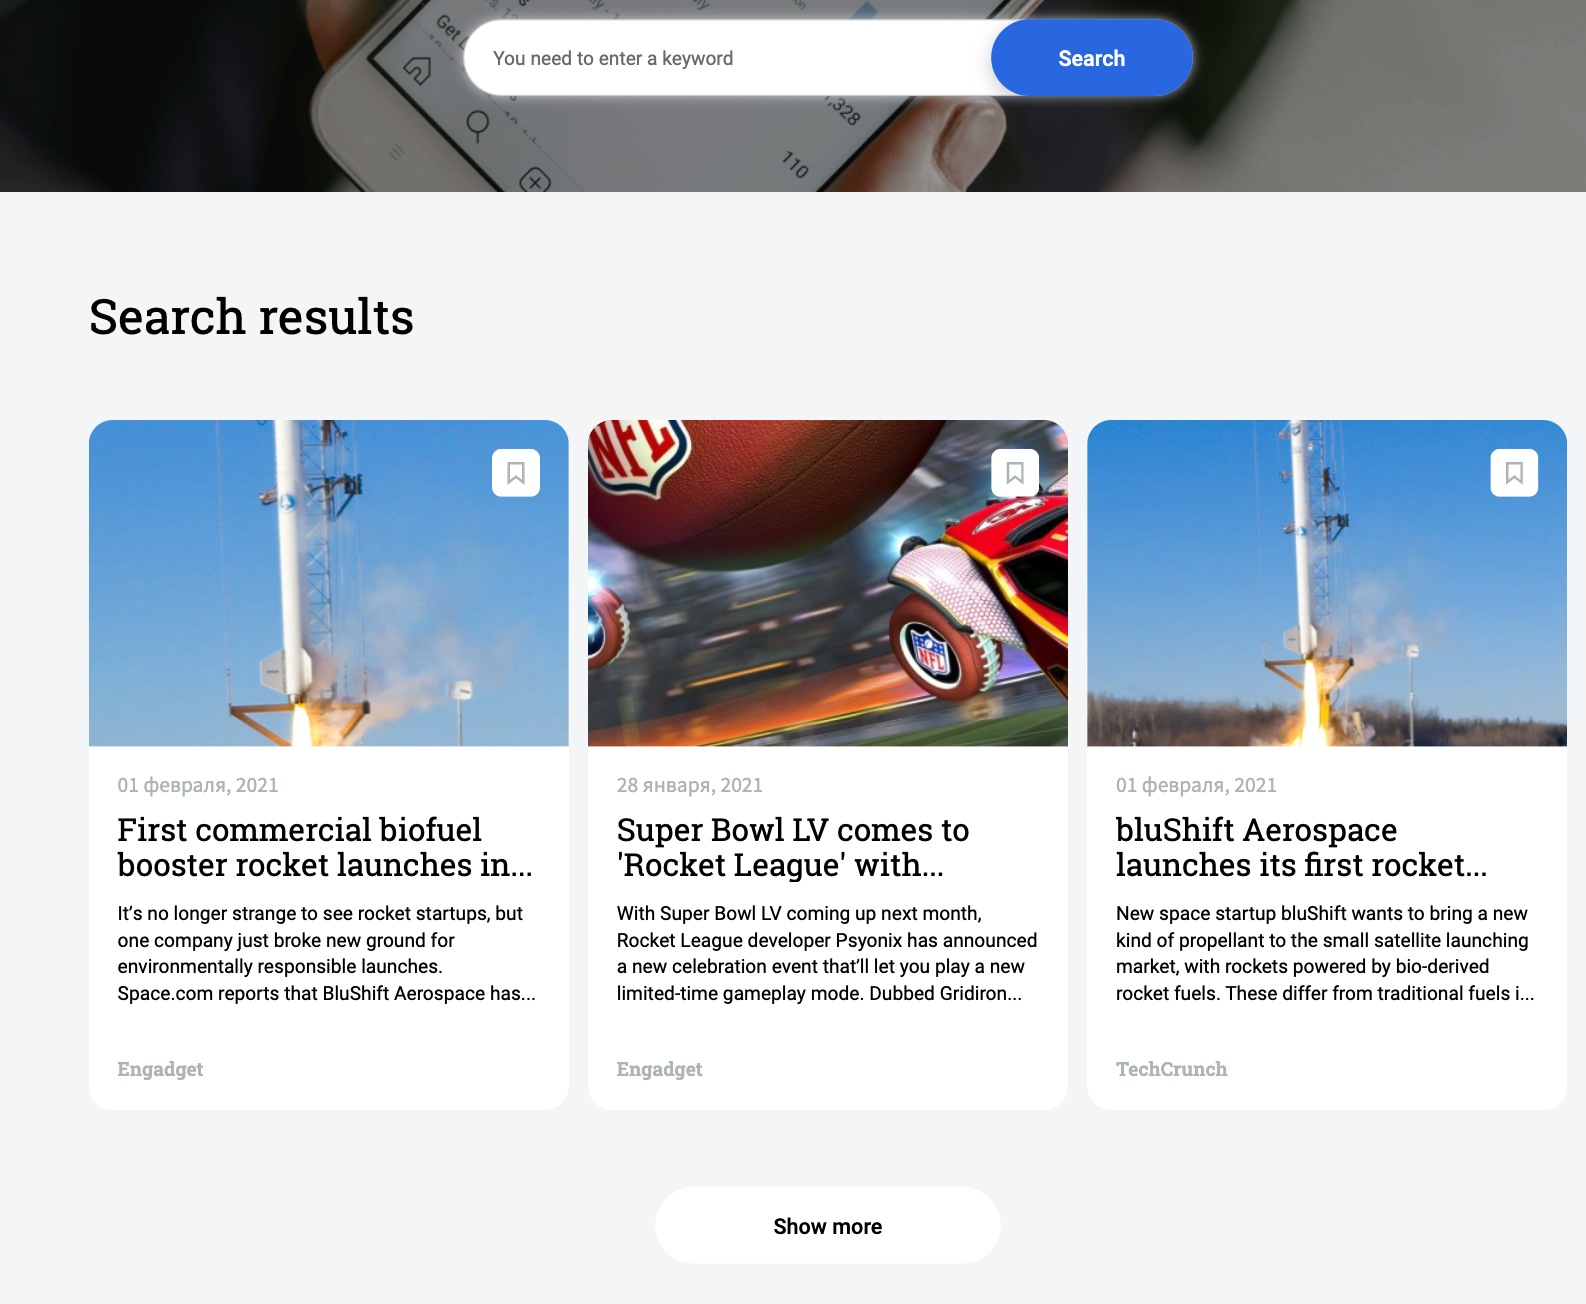 Get
You need to enter a keyword
Search
,328
110
Search results
NFL
NFL
01 февраля, 2021
First commercial biofuel
booster rocket launches in...
It’s no longer strange to see rocket startups, but
one company just broke new ground for
environmentally responsible launches.
Space.com reports that BluShift Aerospace has...
Engadget
28 января, 2021
Super Bowl LV comes to
'Rocket League' with...
With Super Bowl LV coming up next month,
Rocket League developer Psyonix has announced
a new celebration event that’ll let you play a new
limited-time gameplay mode. Dubbed Gridiron...
Engadget
01 февраля, 2021
bluShift Aerospace
launches its first rocket...
New space startup bluShift wants to bring a new
kind of propellant to the small satellite launching
market, with rockets powered by bio-derived
rocket fuels. These differ from traditional fuels i...
TechCrunch
Show more